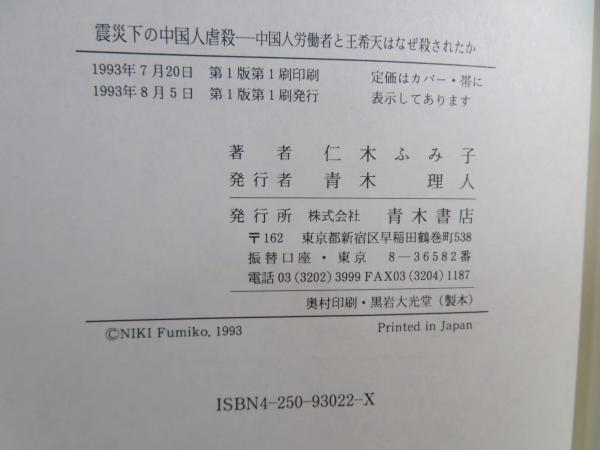 震災下の中国人虐殺―中国人労働者と王希天はなぜ殺されたか
1993年7月20日 第1版第1刷印刷 定価はカバー・帯に
1993年8月5日 第1版第1刷発行 表示してあります
著者 仁木ふみ子
発行者 青木理人
発行所 株式会社 青木書店
〒162 東京都新宿区早稲田鶴巻町538
振替口座・東京 8―36582番
電話03(3202)3999 FAX03(3204)1187
奥村印刷・黒岩大光堂(製本)
©NIKI Fumiko, 1993 Printed in Japan
ISBN4-250-93022-X